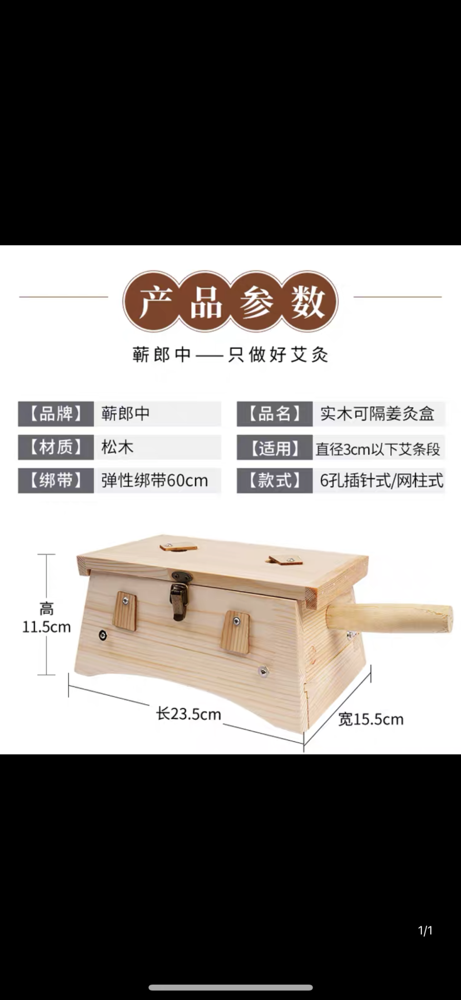 产品参数
蕲郎中——只做好艾灸
【品牌】 蕲郎中
【品名】 实木可隔姜灸盒
【材质】 松木
【适用】 直径3cm以下艾条段
【绑带】 弹性绑带60cm
【款式】 6孔插针式/网柱式
高
11.5cm
长23.5cm
宽15.5cm
1/1